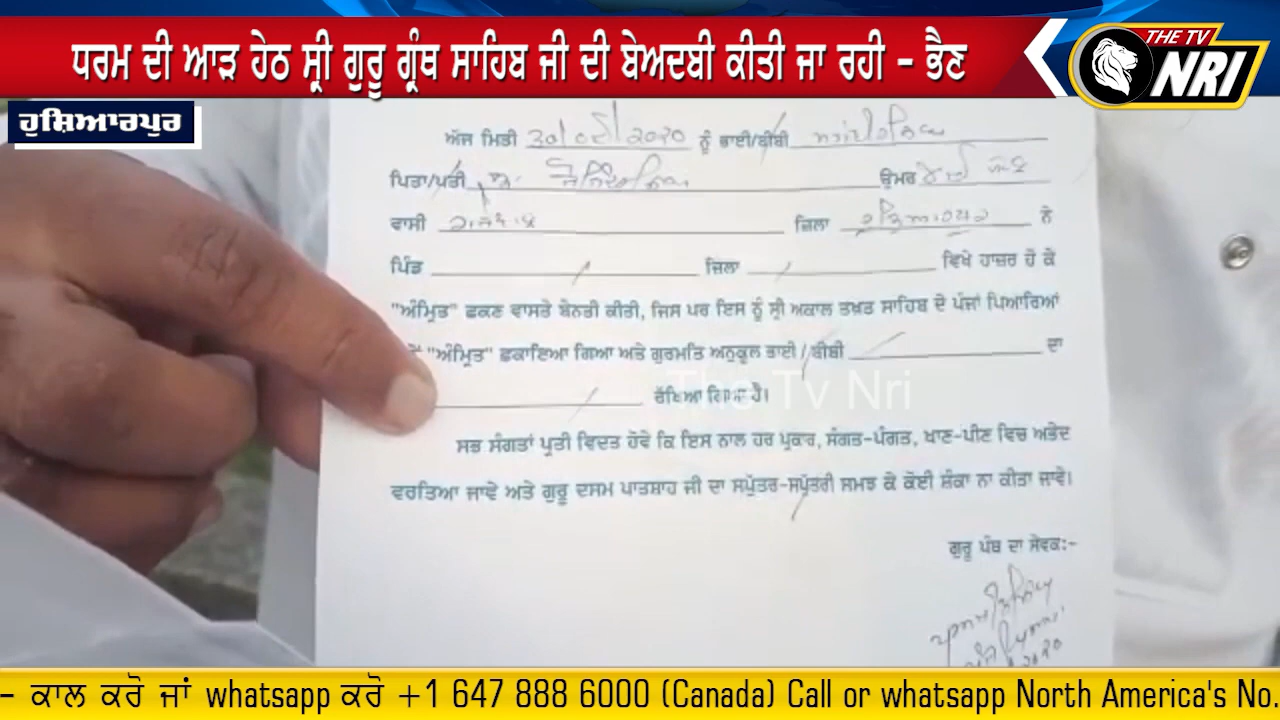 ਧਰਮ ਦੀ ਆੜ ਹੇਠ ਸ੍ਰੀ ਗੁਰੂ ਗ੍ਰੰਥ ਸਾਹਿਬ ਜੀ ਦੀ ਬੇਅਦਬੀ ਕੀਤੀ ਜਾ ਰਹੀ - ਭੈਣ
THE TV
NRI
ਹੁਸ਼ਿਆਰਪੁਰ
ਅੱਜ ਮਿਤੀ 2020 ਨੂੰ ਭਾਈ/ਬੀਬੀ
ਪਿਤਾ/ਪਤੀ ਉਮਰ
ਵਾਸੀ ਜ਼ਿਲਾ ਨੇ
ਪਿੰਡ ਜ਼ਿਲਾ ਵਿਖੇ ਹਾਜ਼ਰ ਹੋ ਕੇ
"ਅੰਮ੍ਰਿਤ" ਛਕਣ ਵਾਸਤੇ ਬੇਨਤੀ ਕੀਤੀ, ਜਿਸ ਪਰ ਇਸ ਨੂੰ ਸ੍ਰੀ ਅਕਾਲ ਤਖ਼ਤ ਸਾਹਿਬ ਦੇ ਪੰਜਾਂ ਪਿਆਰਿਆਂ
"ਅੰਮ੍ਰਿਤ" ਛਕਾਇਆ ਗਿਆ ਅਤੇ ਗੁਰਮਤਿ ਅਨੁਕੂਲ ਭਾਈ/ਬੀਬੀ ਦਾ
ਰੱਖਿਆ ਗਿਆ ਹੈ।
The Tv Nri
ਸਭ ਸੰਗਤਾਂ ਪ੍ਰਤੀ ਵਿਦਤ ਹੋਵੇ ਕਿ ਇਸ ਨਾਲ ਹਰ ਪ੍ਰਕਾਰ, ਸੰਗਤ-ਪੰਗਤ, ਖਾਣ-ਪੀਣ ਵਿਚ ਅਭੇਦ
ਵਰਤਿਆ ਜਾਵੇ ਅਤੇ ਗੁਰੂ ਦਸਮ ਪਾਤਸ਼ਾਹ ਜੀ ਦਾ ਸਪੁੱਤਰ-ਸਪੁੱਤਰੀ ਸਮਝ ਕੇ ਕੋਈ ਸ਼ੰਕਾ ਨਾ ਕੀਤਾ ਜਾਵੇ।
ਗੁਰੂ ਪੰਥ ਦਾ ਸੇਵਕ:-
- ਕਾਲ ਕਰੋ ਜਾਂ whatsapp ਕਰੋ +1 647 888 6000 (Canada) Call or whatsapp North America's No.